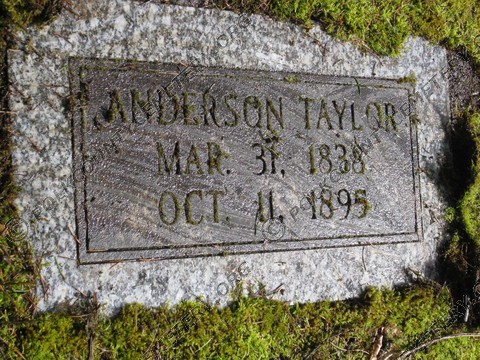 ANDERSON TAYLOR
MAR. 31, 1838
OCT. 11, 1895